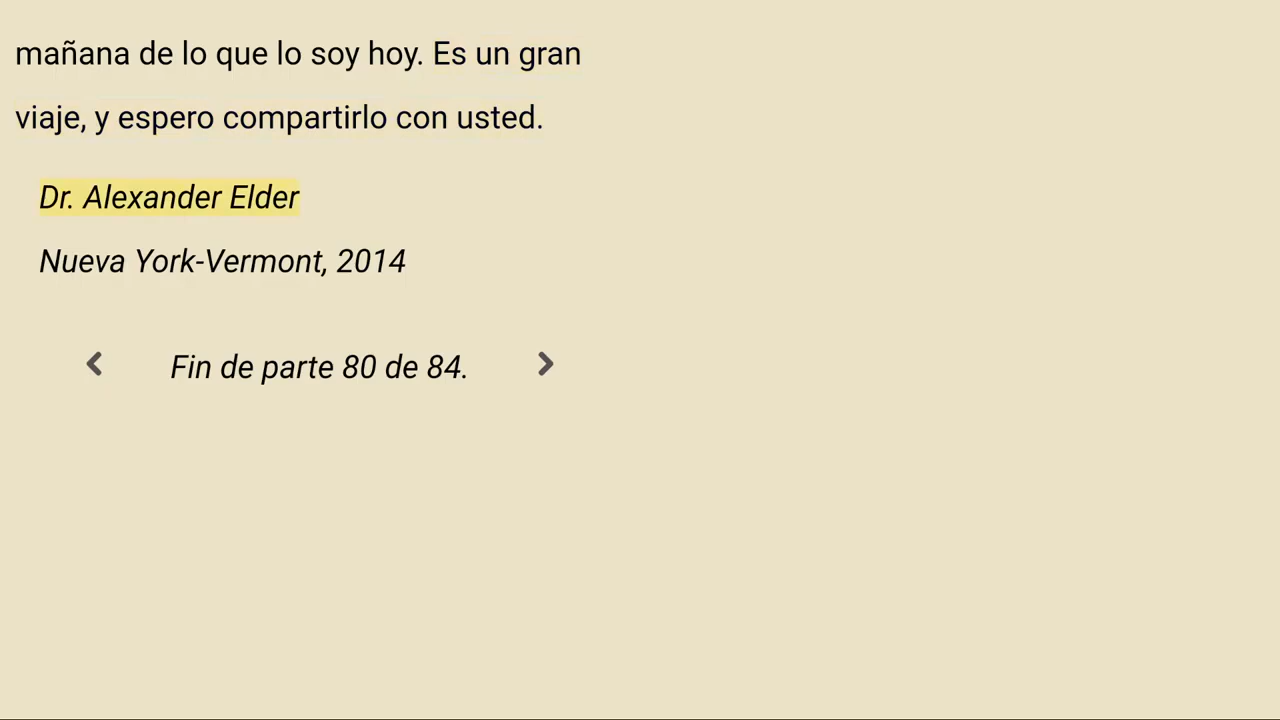 mañana de lo que lo soy hoy. Es un gran
viaje, y espero compartirlo con usted.
Dr. Alexander Elder
Nueva York-Vermont, 2014
Fin de parte 80 de 84.